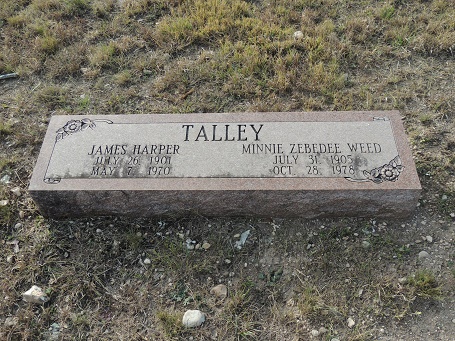 TALLEY
JAMES HARPER
JULY 26 1901
MAY 7, 1970
MINNIE ZEBEDEE WEED
JULY 31, 1905
OCT. 28, 1978